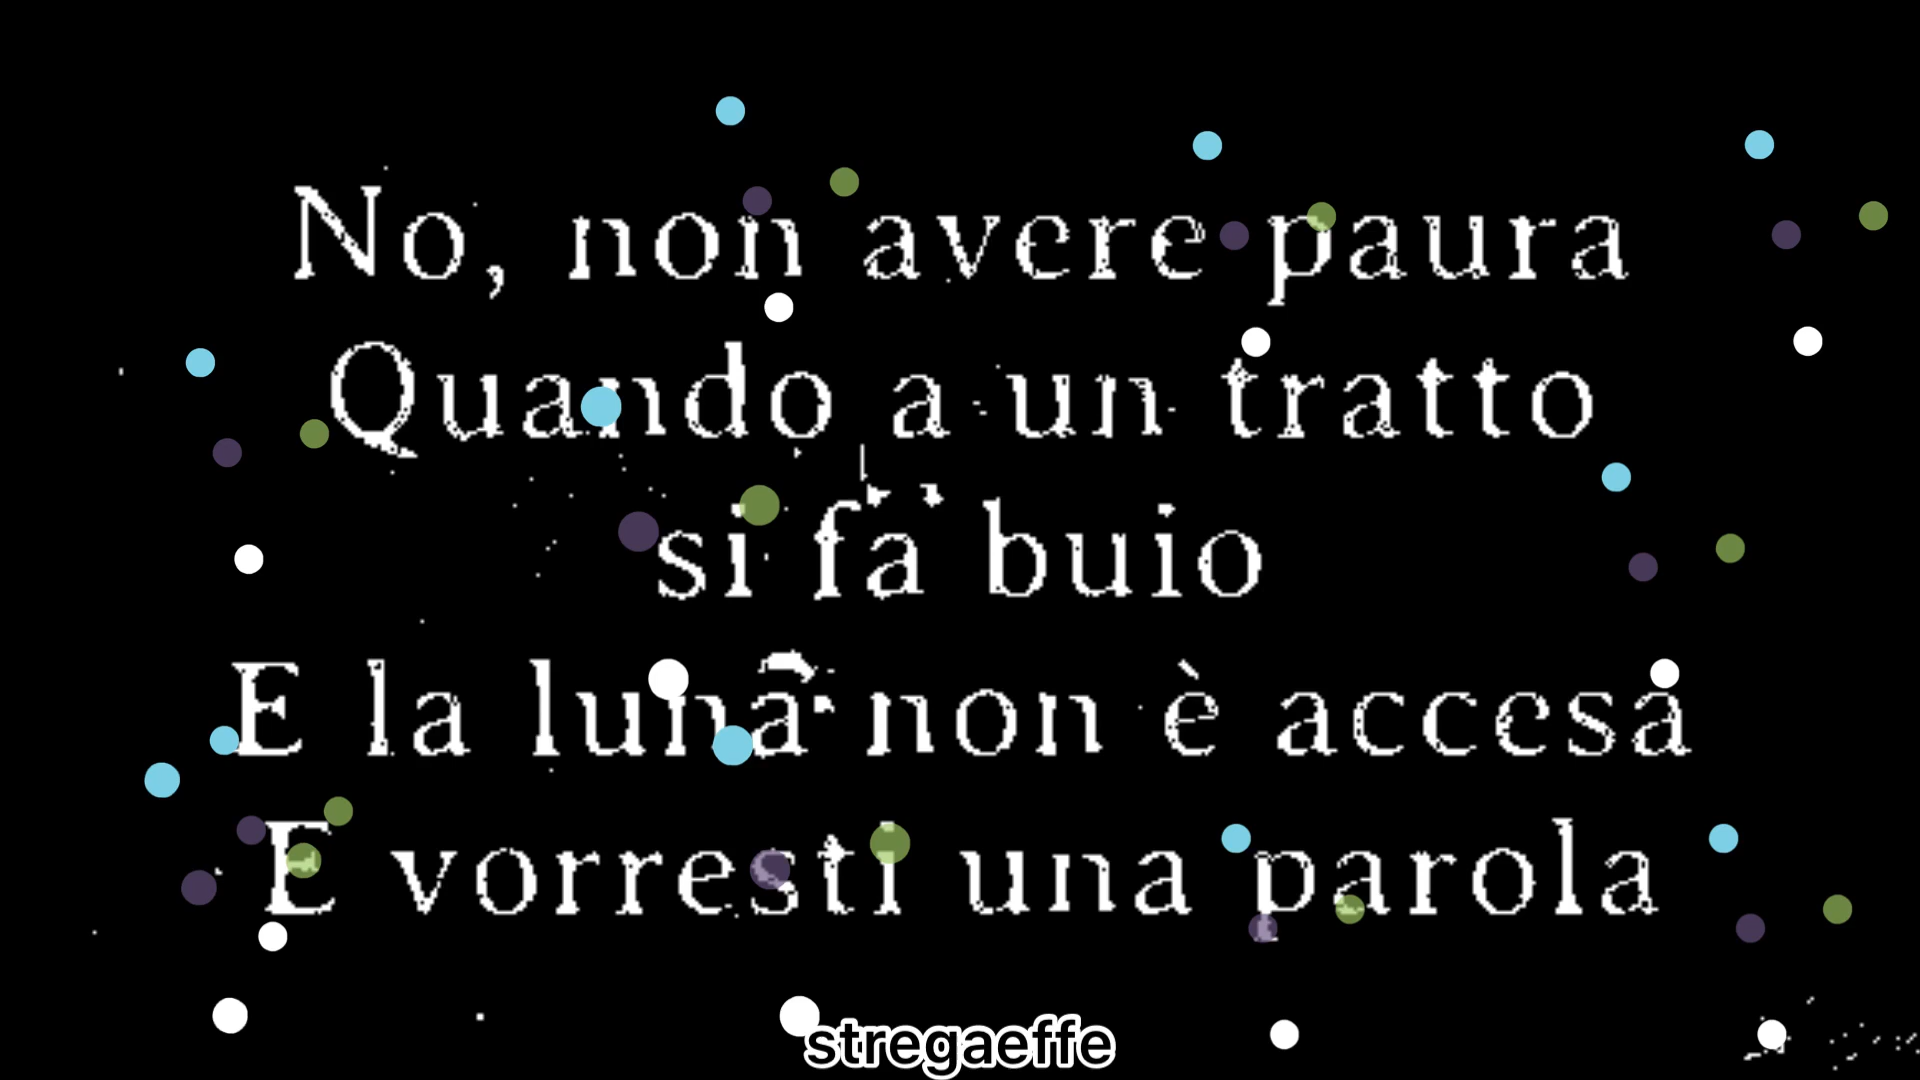 No, non avere paura
Quando a un tratto
si fa buio
E la luna non è accesa
E vorresti una parola
stregaeffe